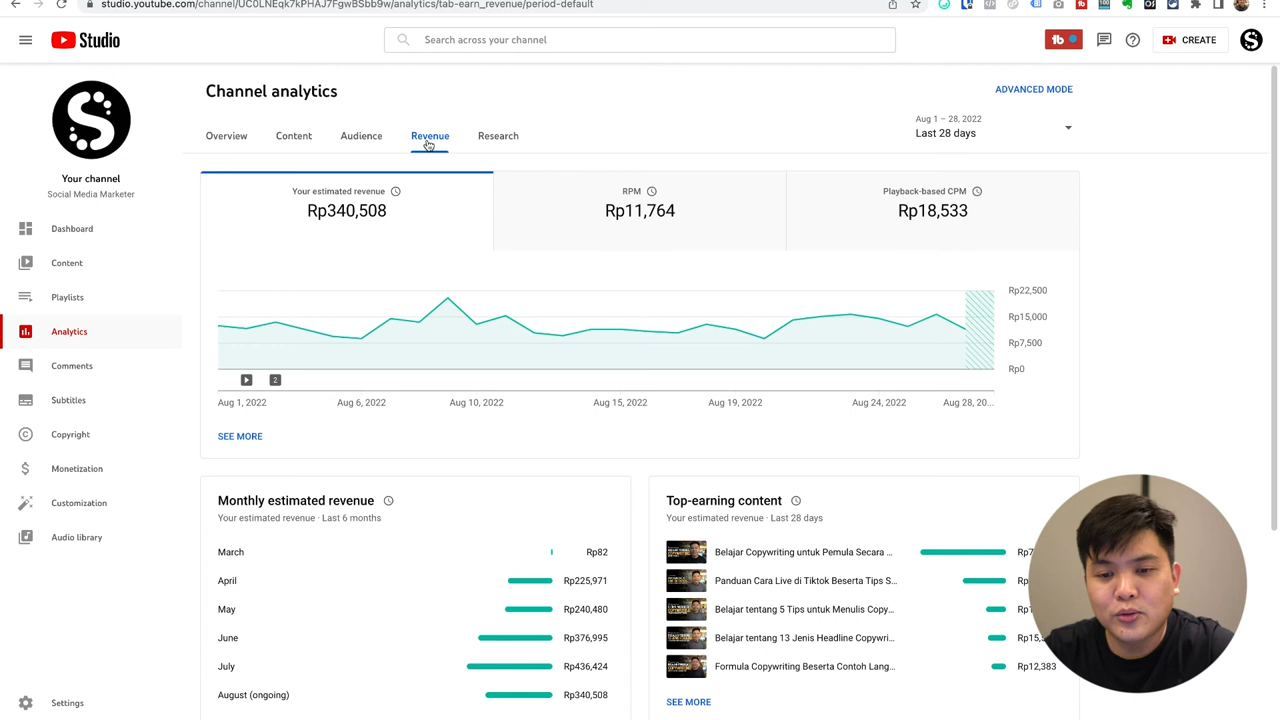 studio.youtube.com/channel/UC0LNEqk7kPHAJ7FgwBSbb9w/analytics/tab-earn_revenue/period-default
Studio
Search across your channel
CREATE
Your channel
Social Media Marketer
Dashboard
Content
Playlists
Analytics
Comments
Subtitles
Copyright
Monetization
Customization
Audio library
Settings
Channel analytics
ADVANCED MODE
Overview
Content
Audience
Revenue
Research
Aug 1 – 28, 2022
Last 28 days
Your estimated revenue
Rp340,508
RPM
Rp11,764
Playback-based CPM
Rp18,533
Rp22,500
Rp15,000
Rp7,500
Rp0
2
Aug 1, 2022
Aug 6, 2022
Aug 10, 2022
Aug 15, 2022
Aug 19, 2022
Aug 24, 2022
Aug 28, 20...
SEE MORE
Monthly estimated revenue
Your estimated revenue · Last 6 months
March Rp82
April Rp225,971
May Rp240,480
June Rp376,995
July Rp436,424
August (ongoing) Rp340,508
Top-earning content
Your estimated revenue · Last 28 days
Belajar Copywriting untuk Pemula Secara ...
Panduan Cara Live di Tiktok Beserta Tips S...
Belajar tentang 5 Tips untuk Menulis Copy...
Belajar tentang 13 Jenis Headline Copywri...
Formula Copywriting Beserta Contoh Lang... Rp12,383
SEE MORE